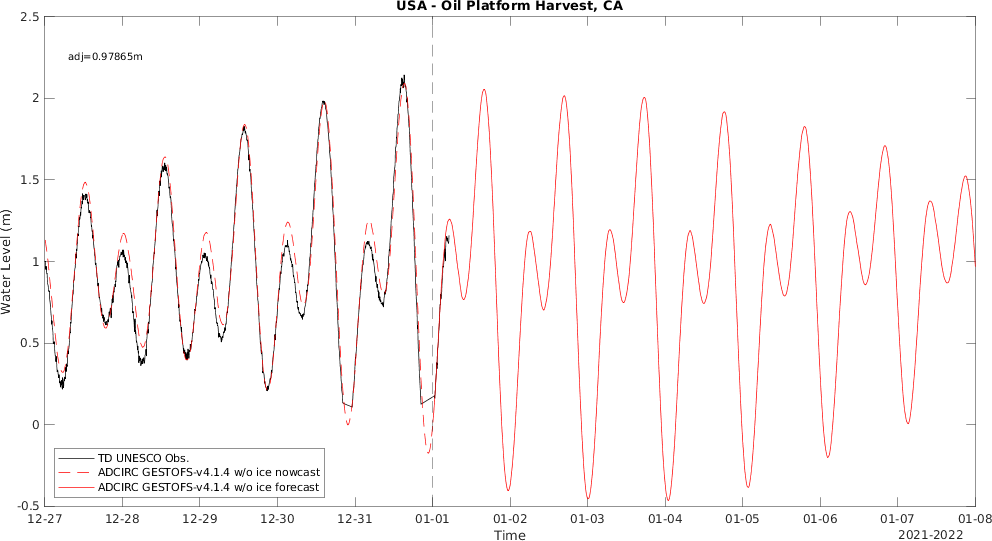 USA - Oil Platform Harvest, CA
adj=0.97865m
Water Level (m)
2.5
2
1.5
1
0.5
0
-0.5
TD UNESCO Obs.
ADCIRC GESTOFS-v4.1.4 w/o ice nowcast
ADCIRC GESTOFS-v4.1.4 w/o ice forecast
12-27 12-28 12-29 12-30 12-31 01-01 01-02 01-03 01-04 01-05 01-06 01-07 01-08
Time
2021-2022